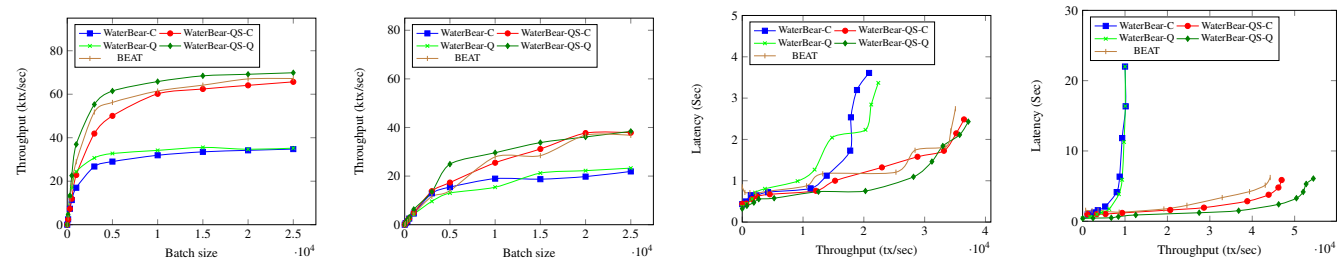 WaterBear-C WaterBear-QS-C
WaterBear-Q WaterBear-QS-Q
BEAT
80
60
40
20
0
Throughput (ktx/sec)
0 0.5 1 1.5 2 2.5
·10^4
Batch size
WaterBear-C WaterBear-QS-C
WaterBear-Q WaterBear-QS-Q
BEAT
80
60
40
20
0
Throughput (ktx/sec)
0 0.5 1 1.5 2 2.5
·10^4
Batch size
WaterBear-C WaterBear-QS-C
WaterBear-Q WaterBear-QS-Q
BEAT
5
4
3
2
1
0
Latency (Sec)
0 1 2 3 4
·10^4
Throughput (tx/sec)
WaterBear-C WaterBear-QS-C
WaterBear-Q WaterBear-QS-Q
BEAT
30
20
10
0
Latency (Sec)
0 1 2 3 4 5 6
·10^4
Throughput (tx/sec)